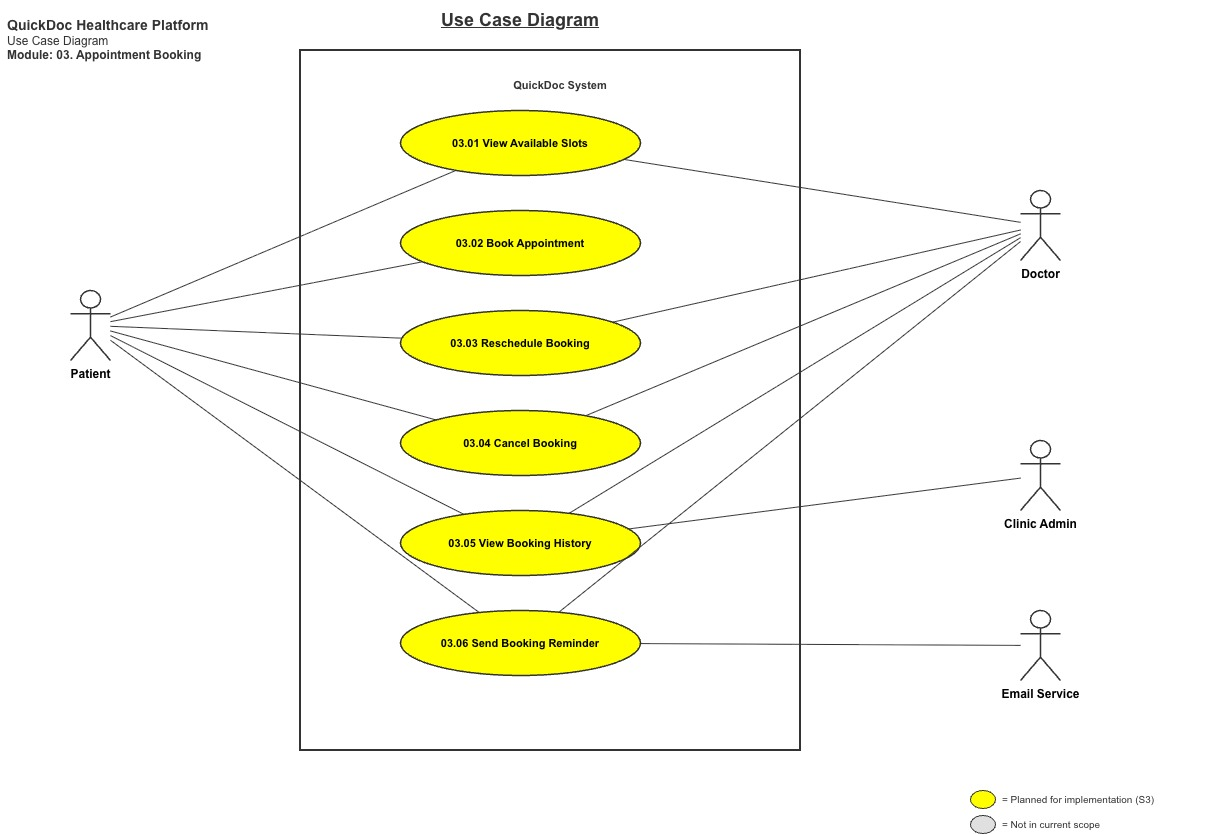 Use Case Diagram
QuickDoc Healthcare Platform
Use Case Diagram
Module: 03. Appointment Booking
QuickDoc System
03.01 View Available Slots
03.02 Book Appointment
Doctor
03.03 Reschedule Booking
Patient
03.04 Cancel Booking
Clinic Admin
03.05 View Booking History
03.06 Send Booking Reminder
Email Service
= Planned for implementation (S3)
= Not in current scope